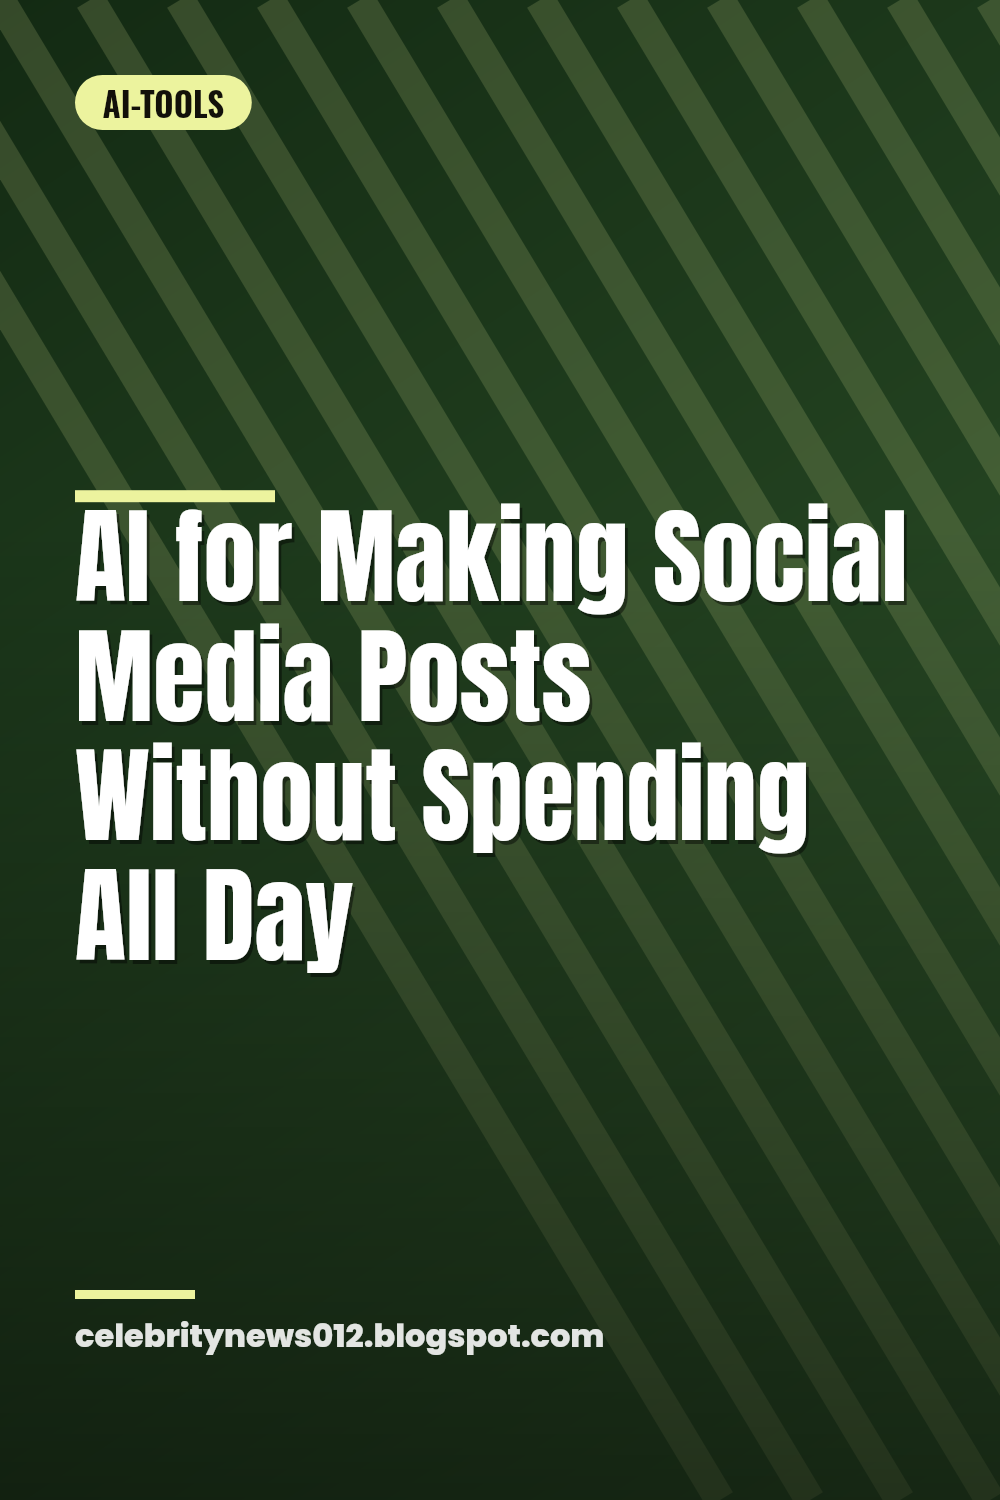 AI-TOOLS
AI for Making Social
Media Posts
Without Spending
All Day
celebritynews012.blogspot.com